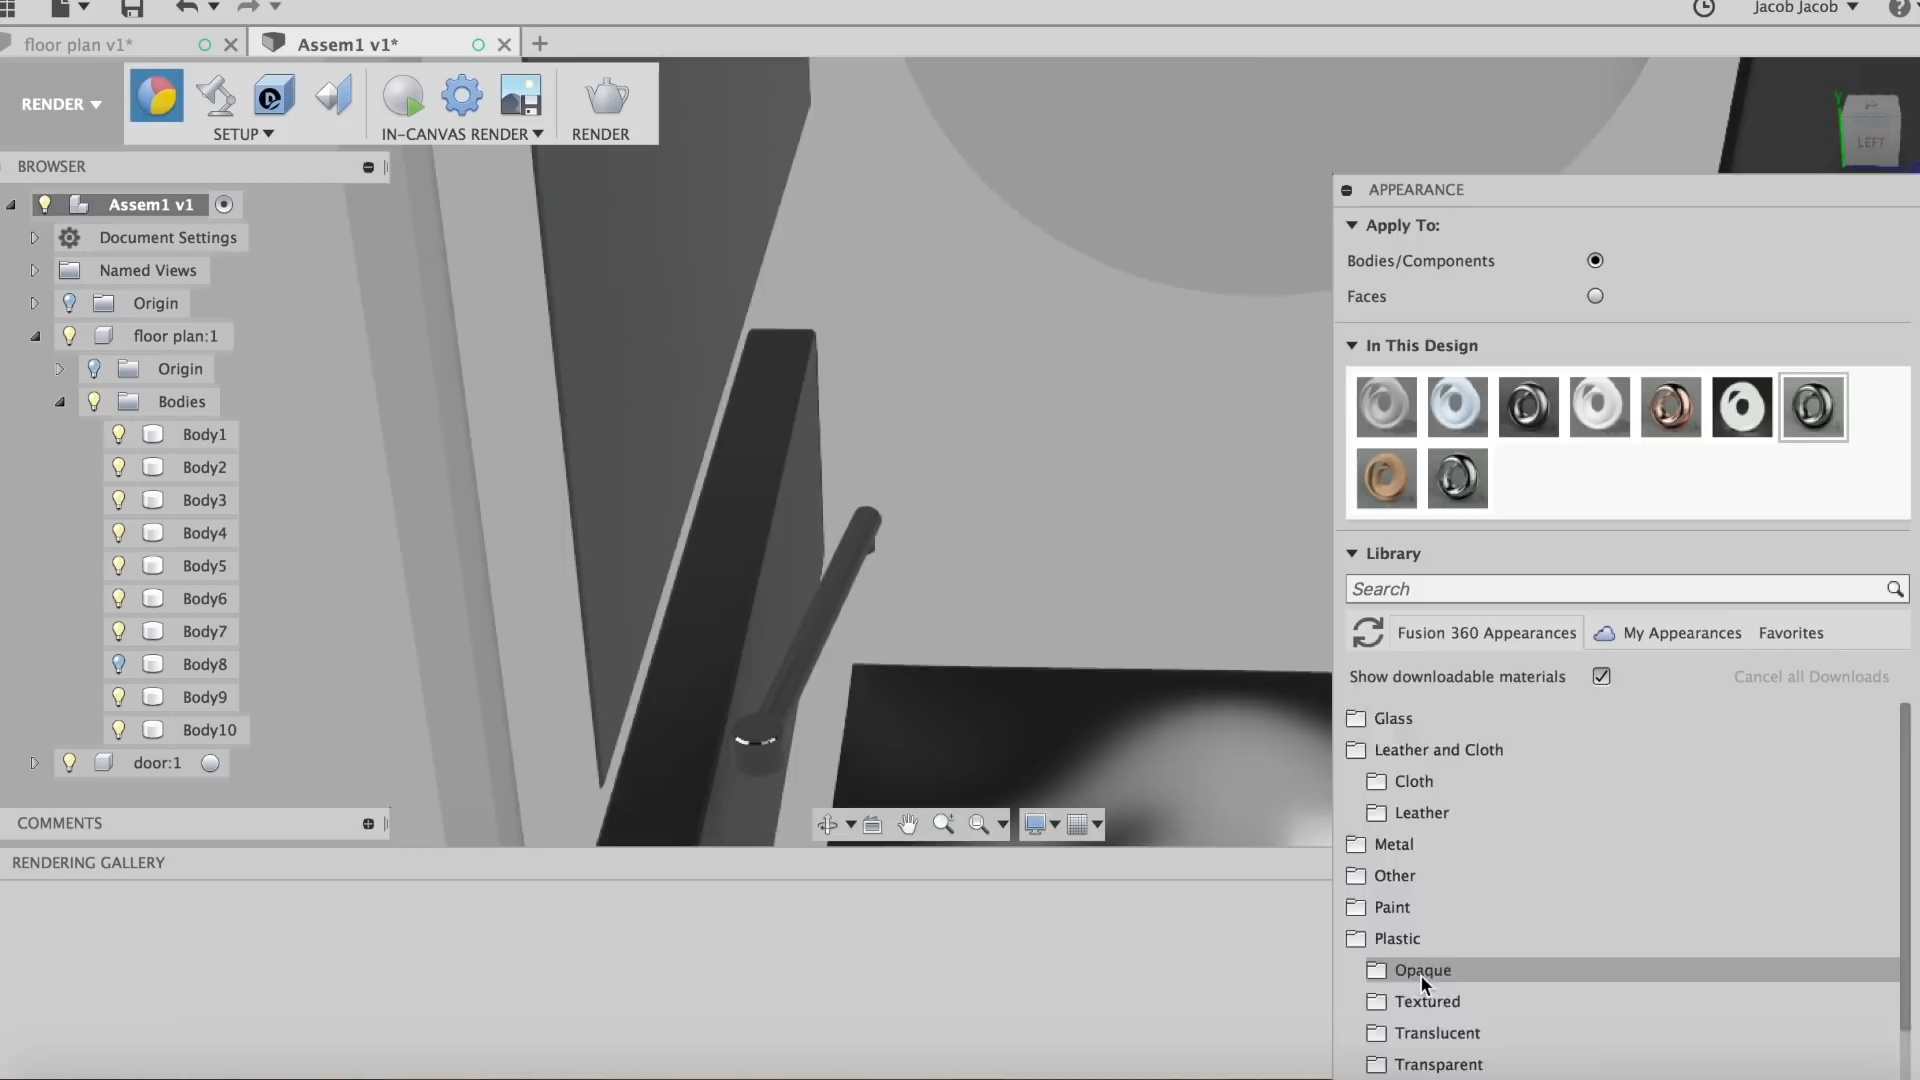 Jacob Jacob
floor plan v1*
Assem1 v1*
RENDER
SETUP
IN-CANVAS RENDER
RENDER
LEFT
BROWSER
Assem1 v1
Document Settings
Named Views
Origin
floor plan:1
Origin
Bodies
Body1
Body2
Body3
Body4
Body5
Body6
Body7
Body8
Body9
Body10
door:1
COMMENTS
RENDERING GALLERY
APPEARANCE
Apply To:
Bodies/Components
Faces
In This Design
Library
Search
Fusion 360 Appearances My Appearances Favorites
Show downloadable materials Cancel all Downloads
Glass
Leather and Cloth
Cloth
Leather
Metal
Other
Paint
Plastic
Opaque
Textured
Translucent
Transparent